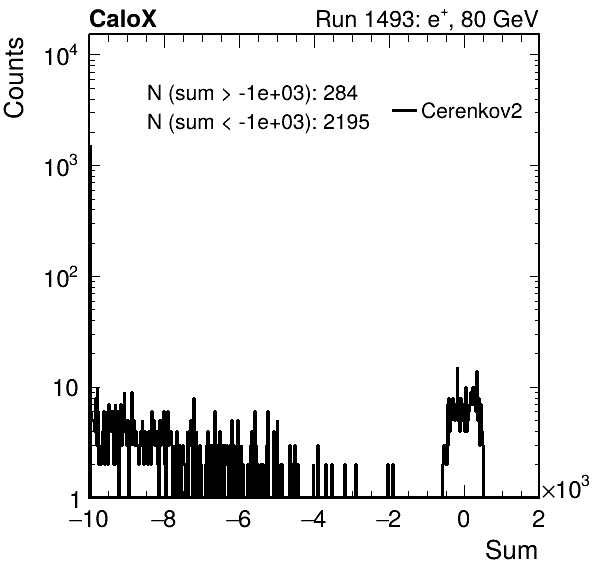 CaloX Run 1493: e⁺, 80 GeV
Counts
10⁴
N (sum > -1e+03): 284
N (sum < -1e+03): 2195
Cerenkov2
10³
10²
10
1
−10 −8 −6 −4 −2 0 2
×10³
Sum